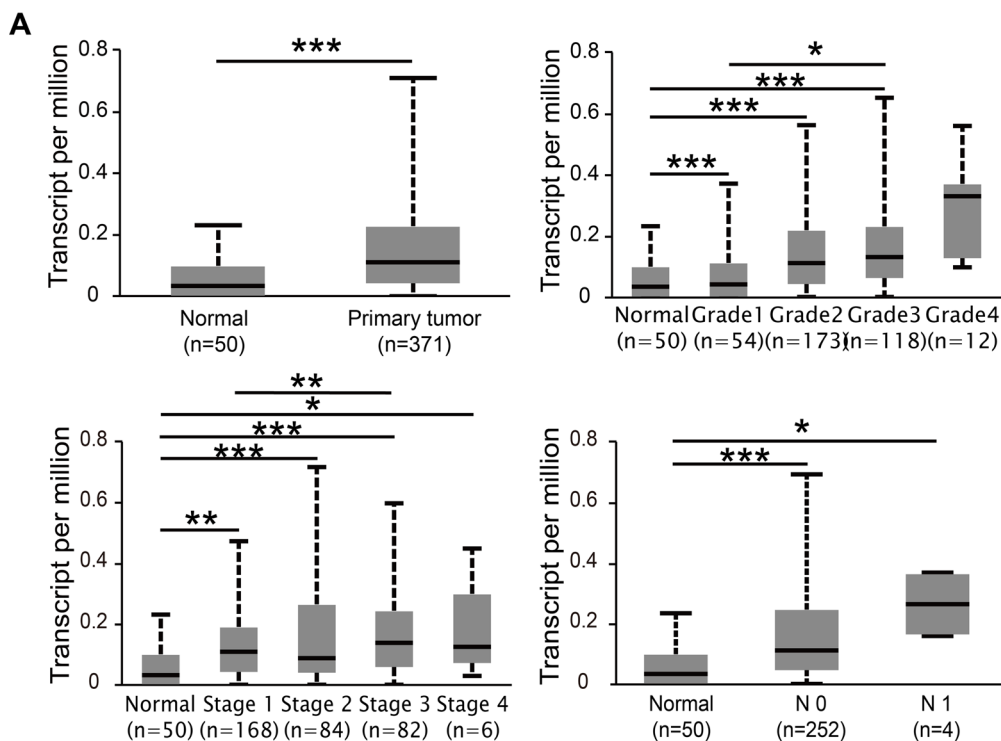 A
Transcript per million
0.8
0.6
0.4
0.2
0
***
Normal
(n=50)
Primary tumor
(n=371)
Transcript per million
0.8
0.6
0.4
0.2
0
*
***
***
***
Normal Grade1 Grade2 Grade3 Grade4
(n=50) (n=54) (n=173) (n=118) (n=12)
Transcript per million
0.8
0.6
0.4
0.2
0
**
*
***
***
**
Normal Stage 1 Stage 2 Stage 3 Stage 4
(n=50) (n=168) (n=84) (n=82) (n=6)
Transcript per million
0.8
0.6
0.4
0.2
0
*
***
Normal N 0 N 1
(n=50) (n=252) (n=4)